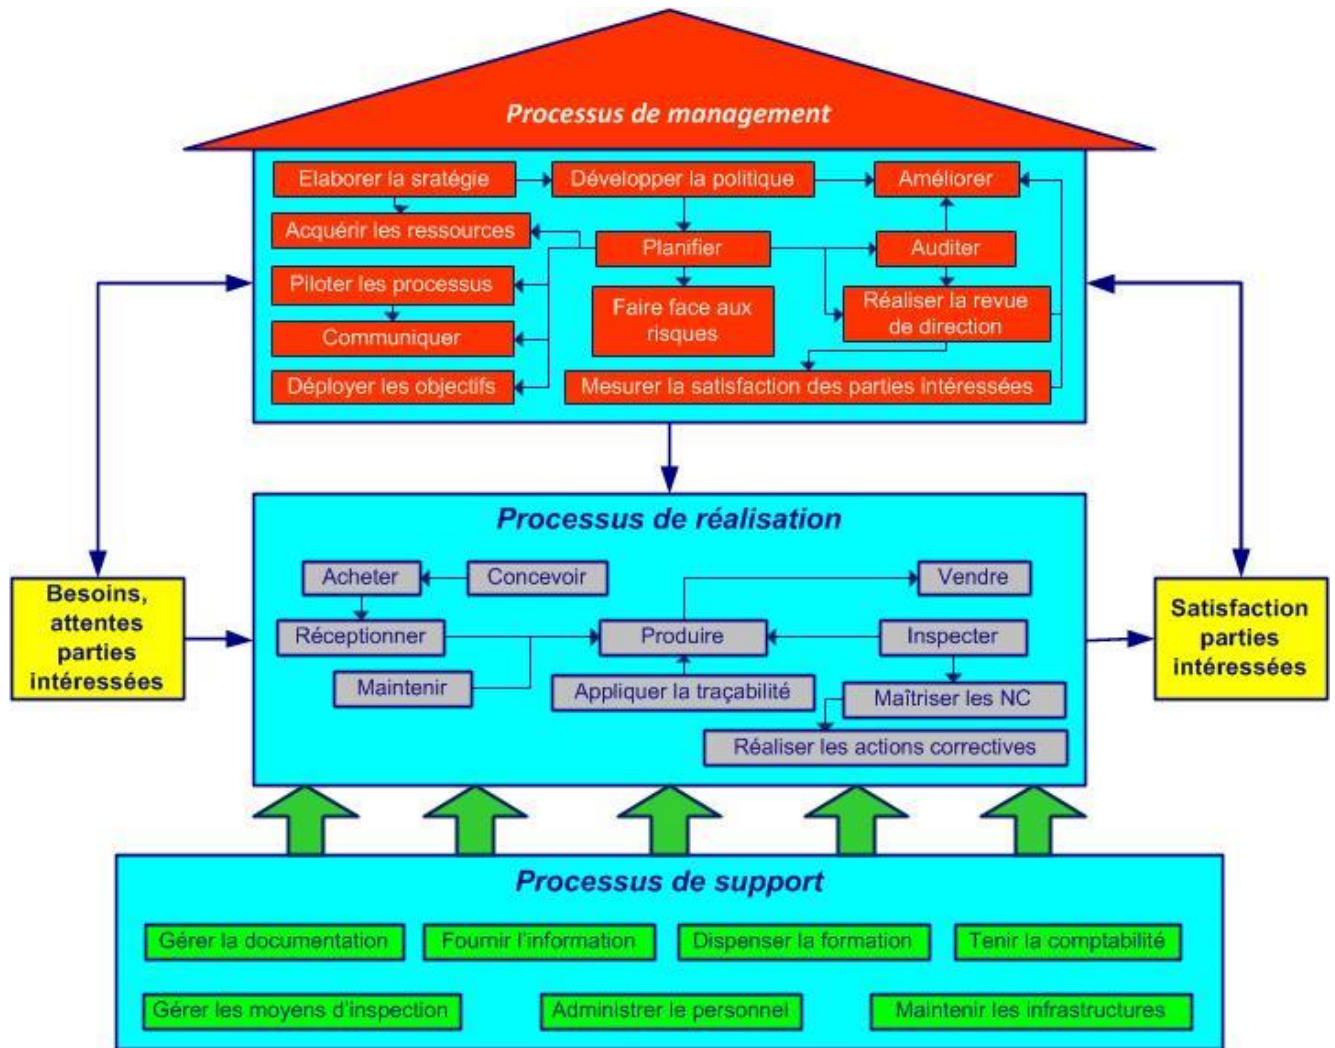 Processus de management
Elaborer la sratégie
Développer la politique
Améliorer
Acquérir les ressources
Planifier
Auditer
Piloter les processus
Faire face aux
risques
Réaliser la revue
de direction
Communiquer
Déployer les objectifs
Mesurer la satisfaction des parties intéressées
Processus de réalisation
Acheter
Concevoir
Vendre
Besoins,
attentes
parties
intéressées
Réceptionner
Produire
Inspecter
Satisfaction
parties
intéressées
Maintenir
Appliquer la traçabilité
Maîtriser les NC
Réaliser les actions correctives
Processus de support
Gérer la documentation
Fournir l'information
Dispenser la formation
Tenir la comptabilité
Gérer les moyens d'inspection
Administrer le personnel
Maintenir les infrastructures